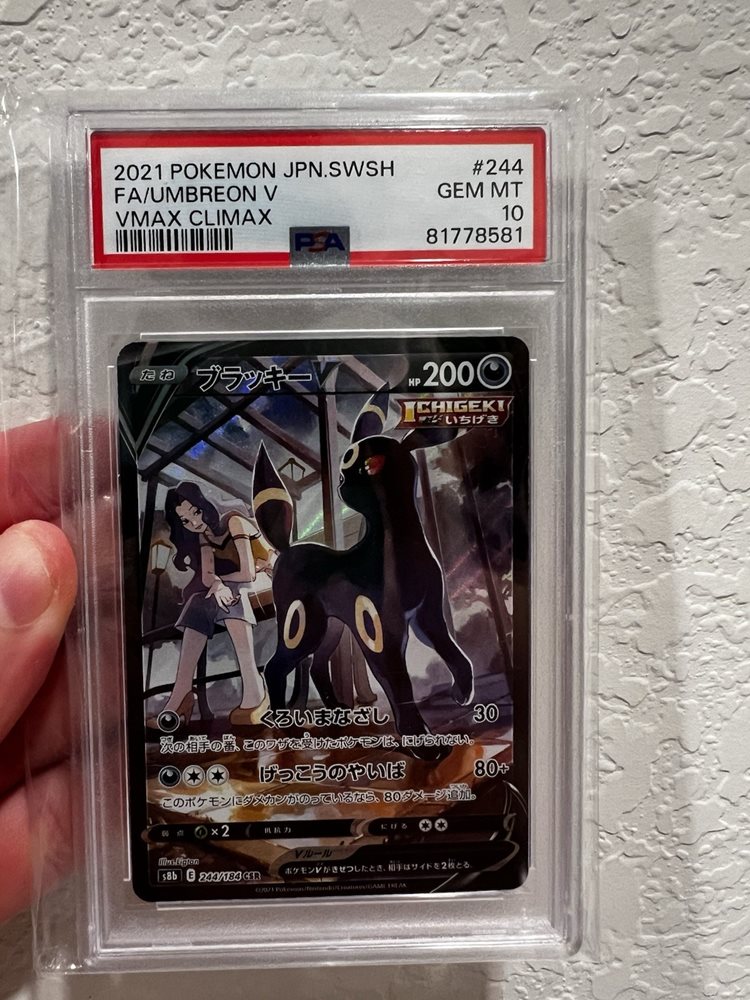 2021 POKEMON JPN.SWSH #244
FA/UMBREON V GEM MT
VMAX CLIMAX 10
PSA 81778581
たね ブラッキー HP 200
ICHIGEKI
いちげき
くろいまなざし 30
次の相手の番、このワザを受けたポケモンは、にげられない。
げっこうのやいば 80+
このポケモンにダメカンがのっているなら、80ダメージ追加。
弱点 ×2 抵抗力 にげる
Vルール
ポケモンVがきぜつしたとき、相手はサイドを2枚とる。
Illus.Eigton
s8b E 244/184 CSR
©2021 Pokémon/Nintendo/Creatures/GAME FREAK